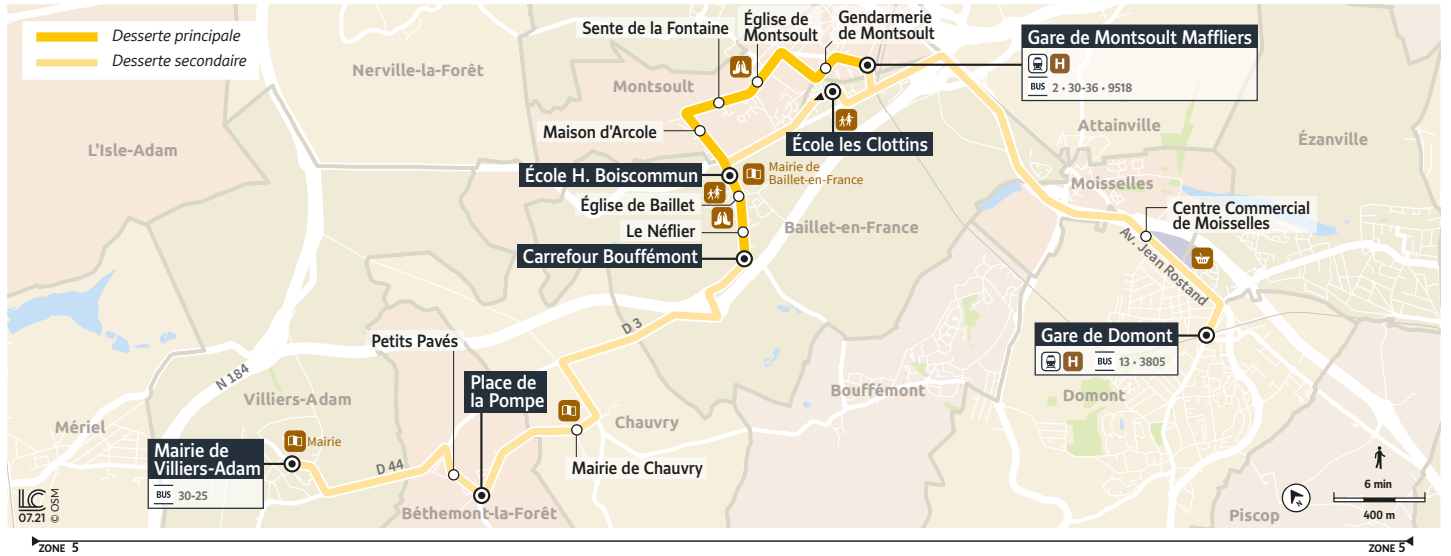 Desserte principale
Desserte secondaire
Nerville-la-Forêt
L'Isle-Adam
Montsoult
Sente de la Fontaine
Église de
Montsoult
Gendarmerie
de Montsoult
Gare de Montsoult Maffliers
H
BUS 2 • 30-36 • 9518
Maison d'Arcole
École les Clottins
Attainville
Ézanville
École H. Boiscommun
Mairie de
Baillet-en-France
Moisselles
Église de Baillet
Le Néflier
Baillet-en-France
Centre Commercial
de Moisselles
Carrefour Bouffémont
Av. Jean Rostand
D 3
Petits Pavés
Gare de Domont
H BUS 13 • 3805
N 184
Place de
la Pompe
Villiers-Adam
Bouffémont
Domont
Mériel
Chauvry
Mairie
Mairie de
Villiers-Adam
BUS 30-25
D 44
Mairie de Chauvry
Béthemont-la-Forêt
LC
07.21
© OSM
6 min
400 m
Piscop
ZONE 5
ZONE 5